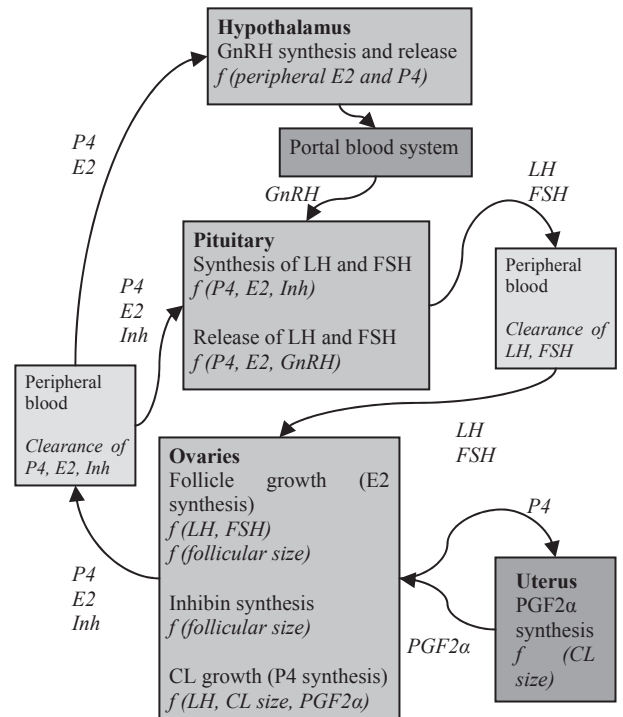 Hypothalamus
GnRH synthesis and release
f (peripheral E2 and P4)
P4
E2
Portal blood system
GnRH
LH
FSH
Pituitary
Synthesis of LH and FSH
f (P4, E2, Inh)
Release of LH and FSH
f (P4, E2, GnRH)
P4
E2
Inh
Peripheral
blood
Clearance of
LH, FSH
Peripheral
blood
Clearance of
P4, E2, Inh
LH
FSH
Ovaries
Follicle growth (E2
synthesis)
f (LH, FSH)
f (follicular size)
Inhibin synthesis
f (follicular size)
CL growth (P4 synthesis)
f (LH, CL size, PGF2α)
P4
E2
Inh
P4
Uterus
PGF2α
synthesis
f (CL
size)
PGF2α